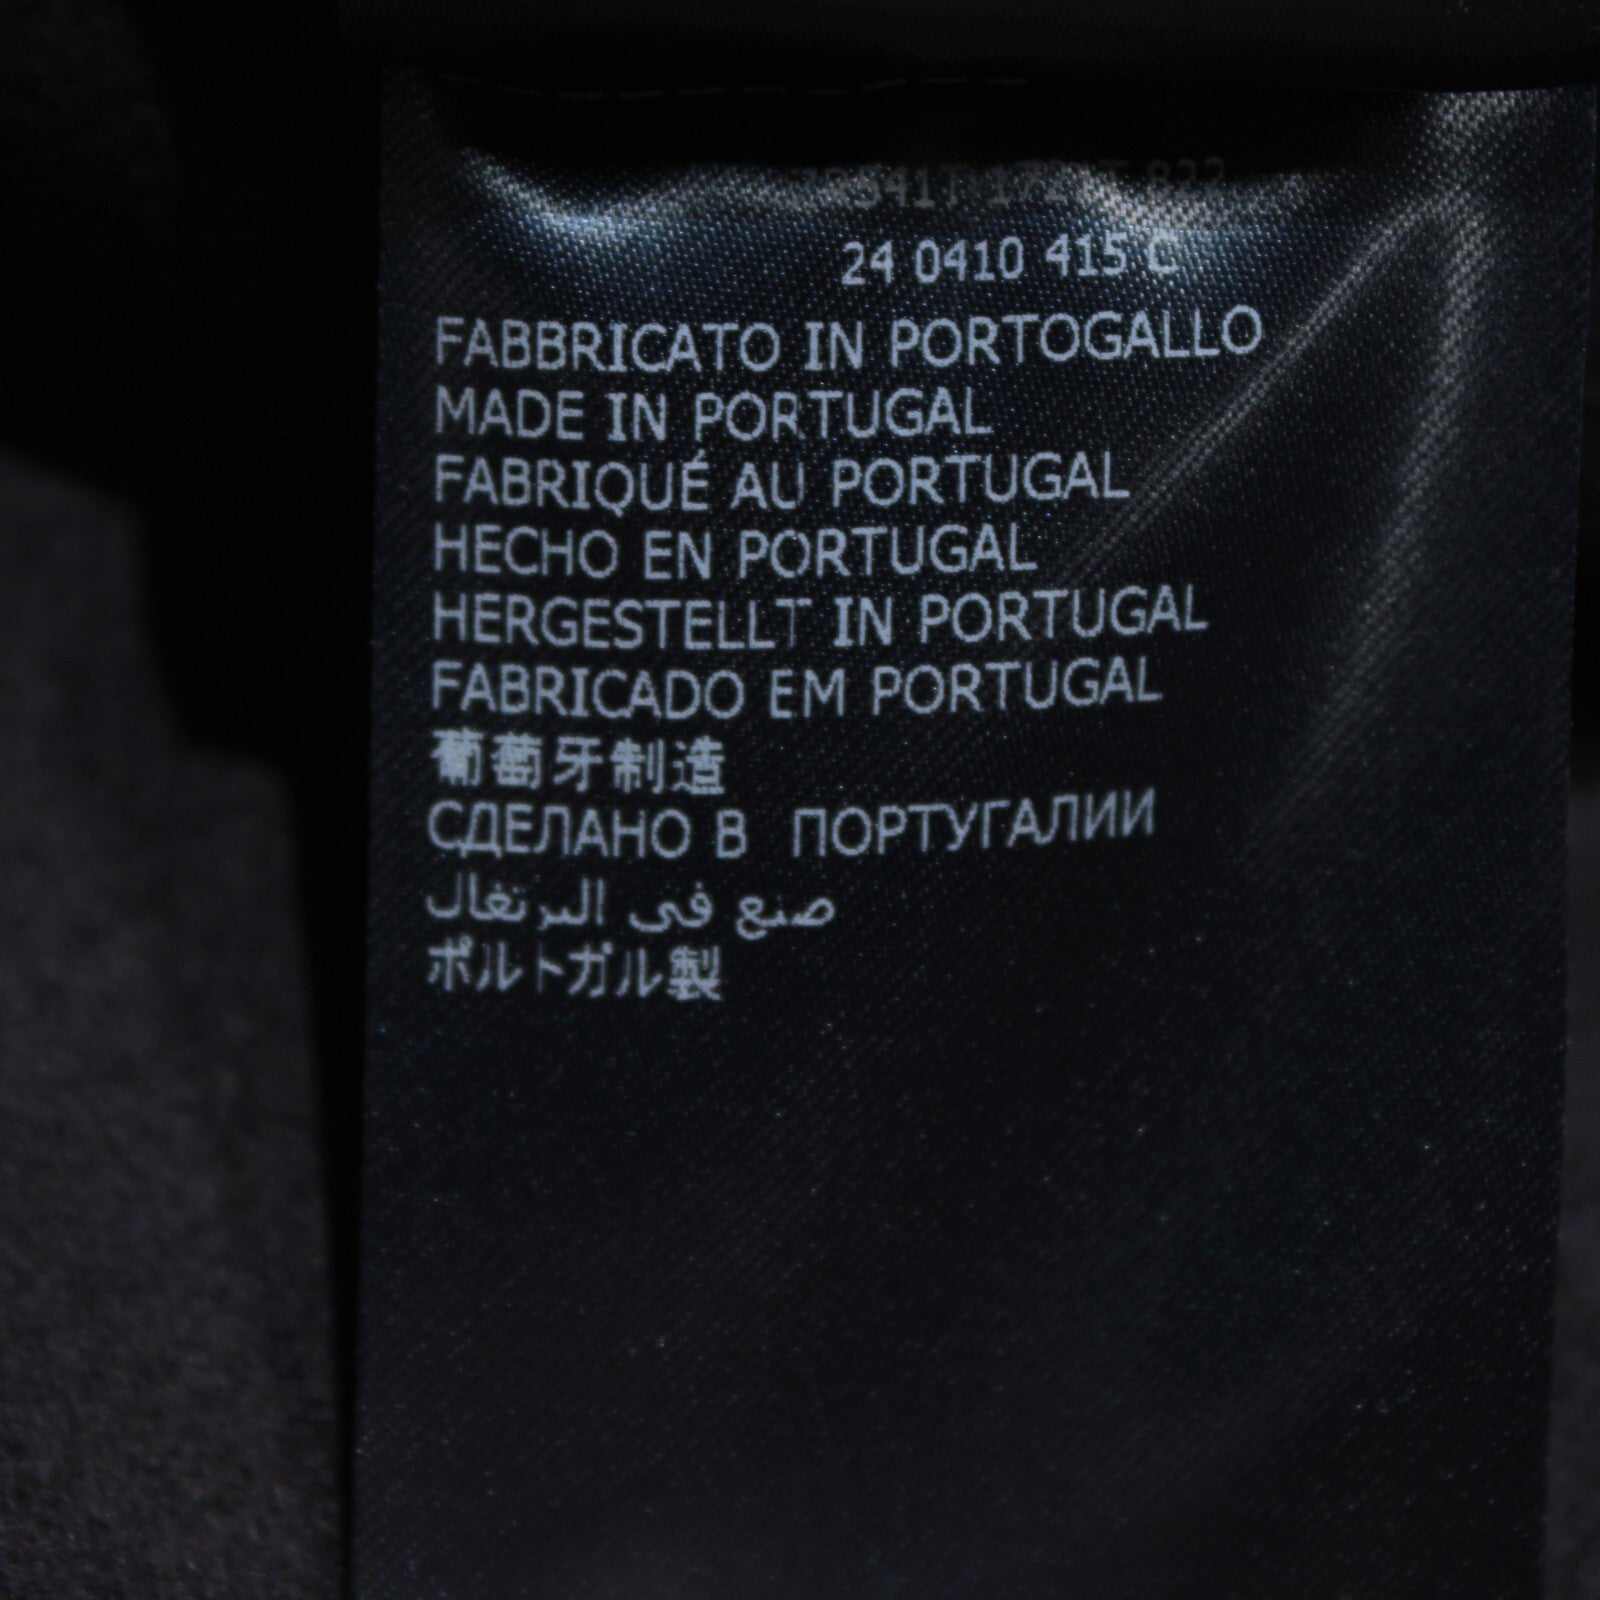 24 0410 415 C
FABBRICATO IN PORTOGALLO
MADE IN PORTUGAL
FABRIQUÉ AU PORTUGAL
HECHO EN PORTUGAL
HERGESTELLT IN PORTUGAL
FABRICADO EM PORTUGAL
葡萄牙制造
СДЕЛАНО В ПОРТУГАЛИИ
صنع في البرتغال
ポルトガル製